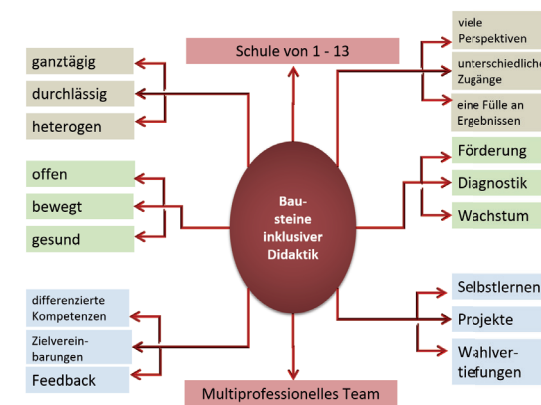 Schule von 1 - 13
ganztägig
durchlässig
heterogen
offen
bewegt
gesund
differenzierte
Kompetenzen
Zielverein-
barungen
Feedback
Bau-
steine
inklusiver
Didaktik
viele
Perspektiven
unterschiedliche
Zugänge
eine Fülle an
Ergebnissen
Förderung
Diagnostik
Wachstum
Selbstlernen
Projekte
Wahlver-
tiefungen
Multiprofessionelles Team